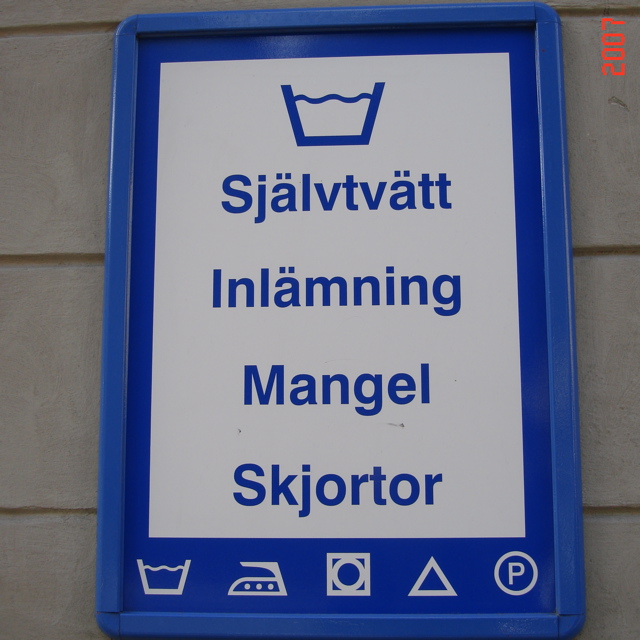 Självtvätt
Inlämning
Mangel
Skjortor
P
2007